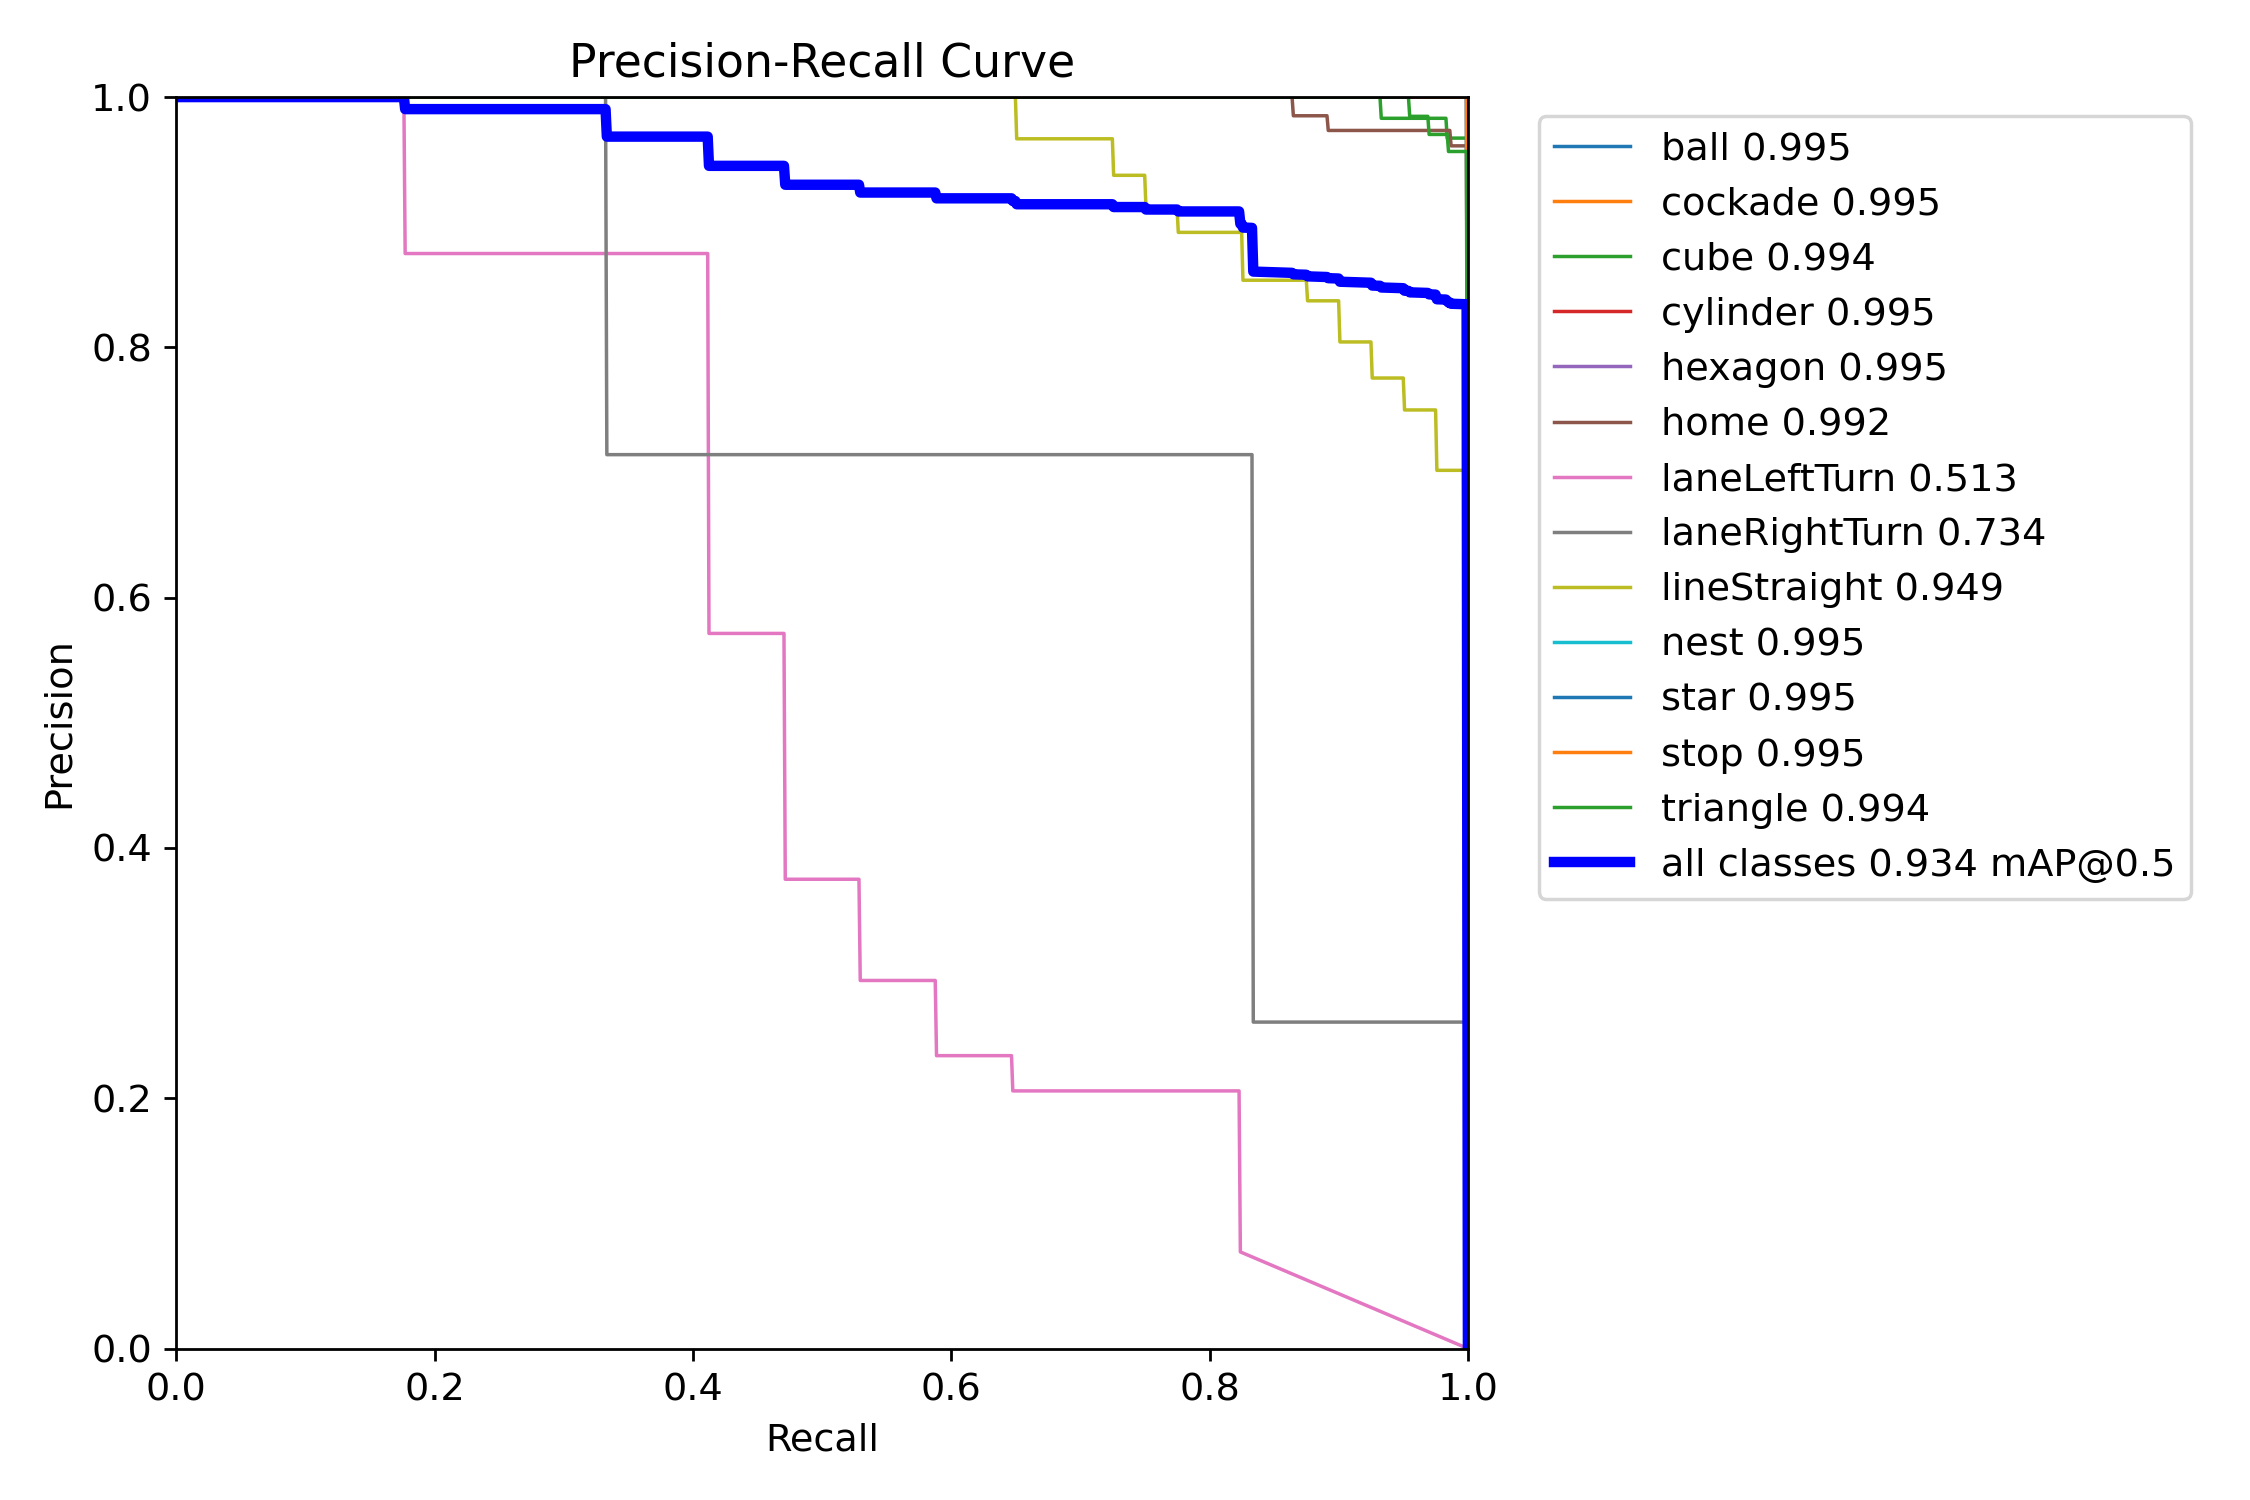 Precision-Recall Curve
1.0
0.8
0.6
0.4
0.2
0.0
Precision
0.0 0.2 0.4 0.6 0.8 1.0
Recall
ball 0.995
cockade 0.995
cube 0.994
cylinder 0.995
hexagon 0.995
home 0.992
laneLeftTurn 0.513
laneRightTurn 0.734
lineStraight 0.949
nest 0.995
star 0.995
stop 0.995
triangle 0.994
all classes 0.934 mAP@0.5